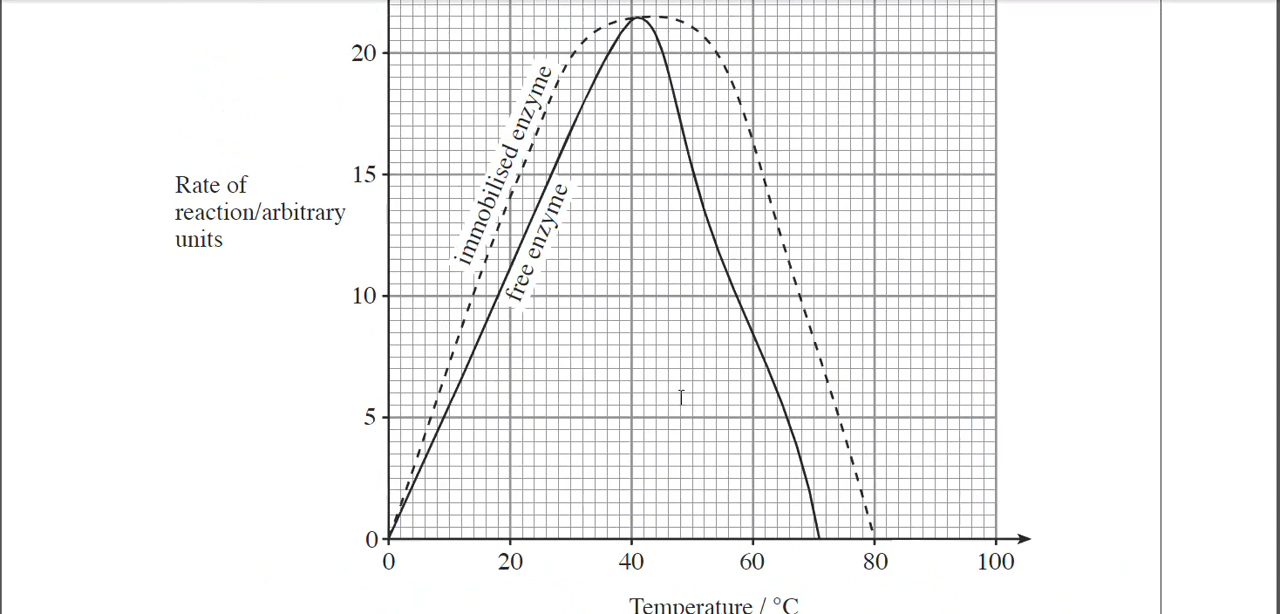 20
15
10
5
0
Rate of
reaction/arbitrary
units
immobilised enzyme
free enzyme
0 20 40 60 80 100
Temperature / °C